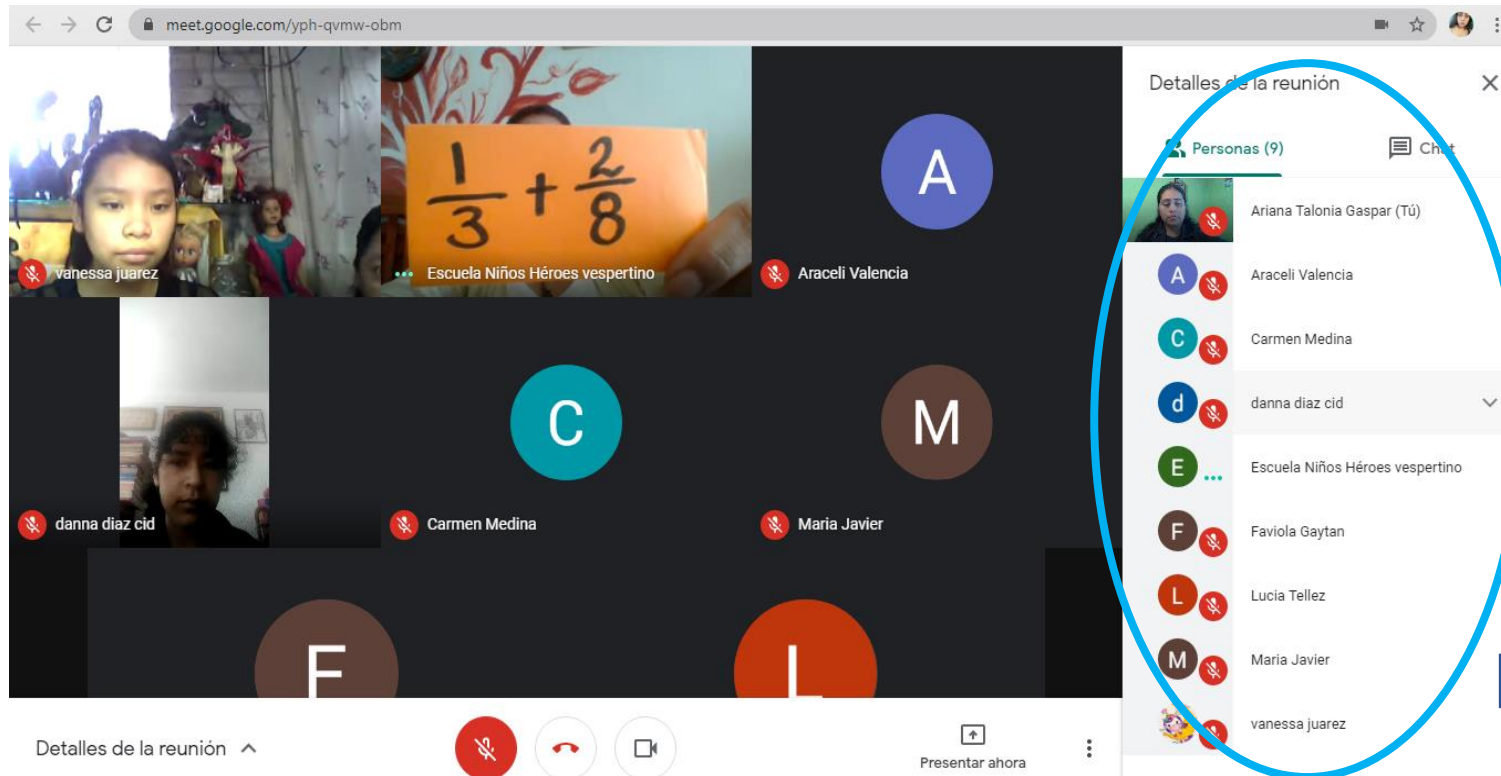 meet.google.com/yph-qvmw-obm
1/3 + 2/8
vanessa juarez
Escuela Niños Héroes vespertino
A
Araceli Valencia
danna diaz cid
C
Carmen Medina
M
Maria Javier
F
L
Detalles de la reunión
Presentar ahora
Detalles de la reunión
Personas (9)
Chat
Ariana Talonia Gaspar (Tú)
A Araceli Valencia
C Carmen Medina
d danna diaz cid
E Escuela Niños Héroes vespertino
F Faviola Gaytan
L Lucia Tellez
M Maria Javier
vanessa juarez